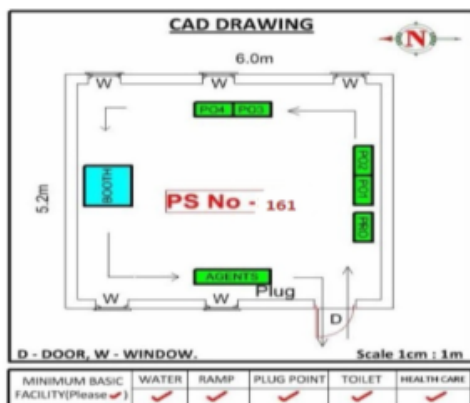 CAD DRAWING
N
6.0m
W W W
PO4 PO3
5.2m
BOOTH
PO2
PO1
PRO
PS No - 161
AGENTS
Plug
W W
D
D - DOOR, W - WINDOW. Scale 1cm : 1m
MINIMUM BASIC FACILITY(Please ✓) WATER RAMP PLUG POINT TOILET HEALTH CARE
✓ ✓ ✓ ✓ ✓